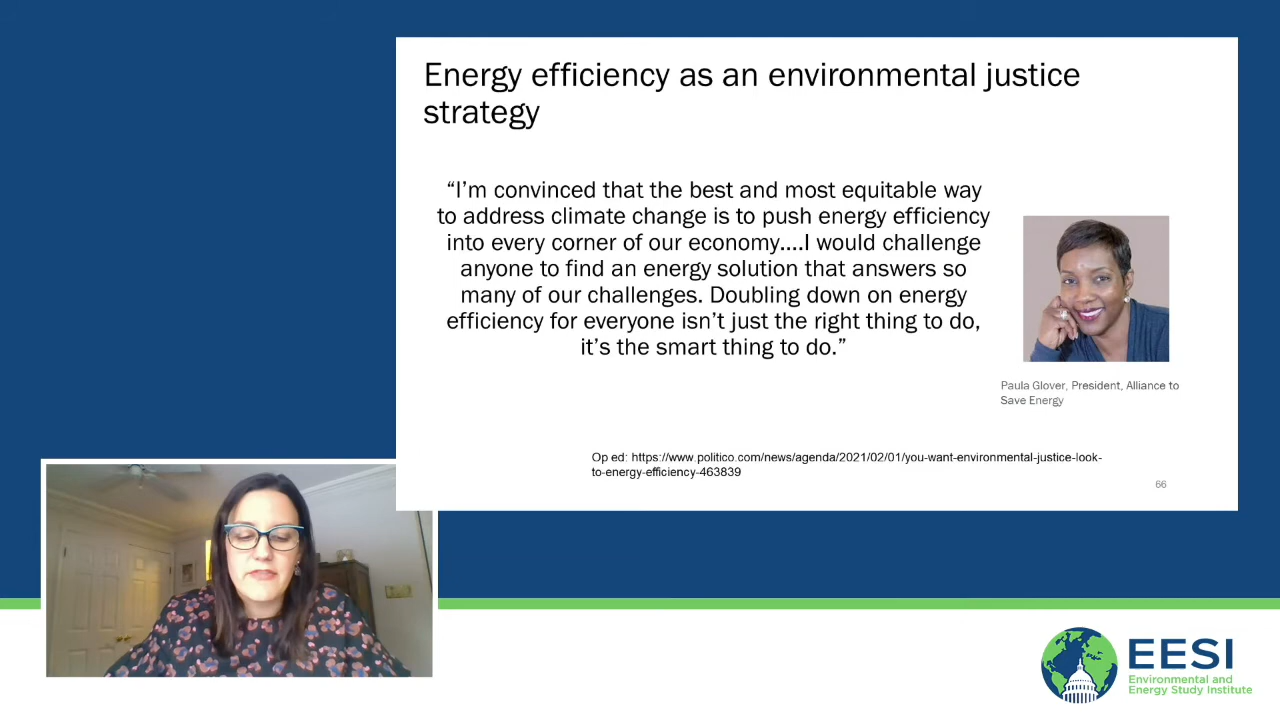 Energy efficiency as an environmental justice
strategy
“I’m convinced that the best and most equitable way
to address climate change is to push energy efficiency
into every corner of our economy....I would challenge
anyone to find an energy solution that answers so
many of our challenges. Doubling down on energy
efficiency for everyone isn’t just the right thing to do,
it’s the smart thing to do.”
Paula Glover, President, Alliance to
Save Energy
Op ed: https://www.politico.com/news/agenda/2021/02/01/you-want-environmental-justice-look-
to-energy-efficiency-463839
66
EESI
Environmental and
Energy Study Institute